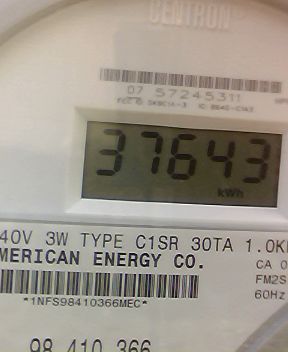 CENTRON
07 57245311
37643
kWh
40V 3W TYPE C1SR 30TA 1.0K
MERICAN ENERGY CO.
CA 0
FM2S
60Hz
*1NFS98410366MEC*
98 410 366